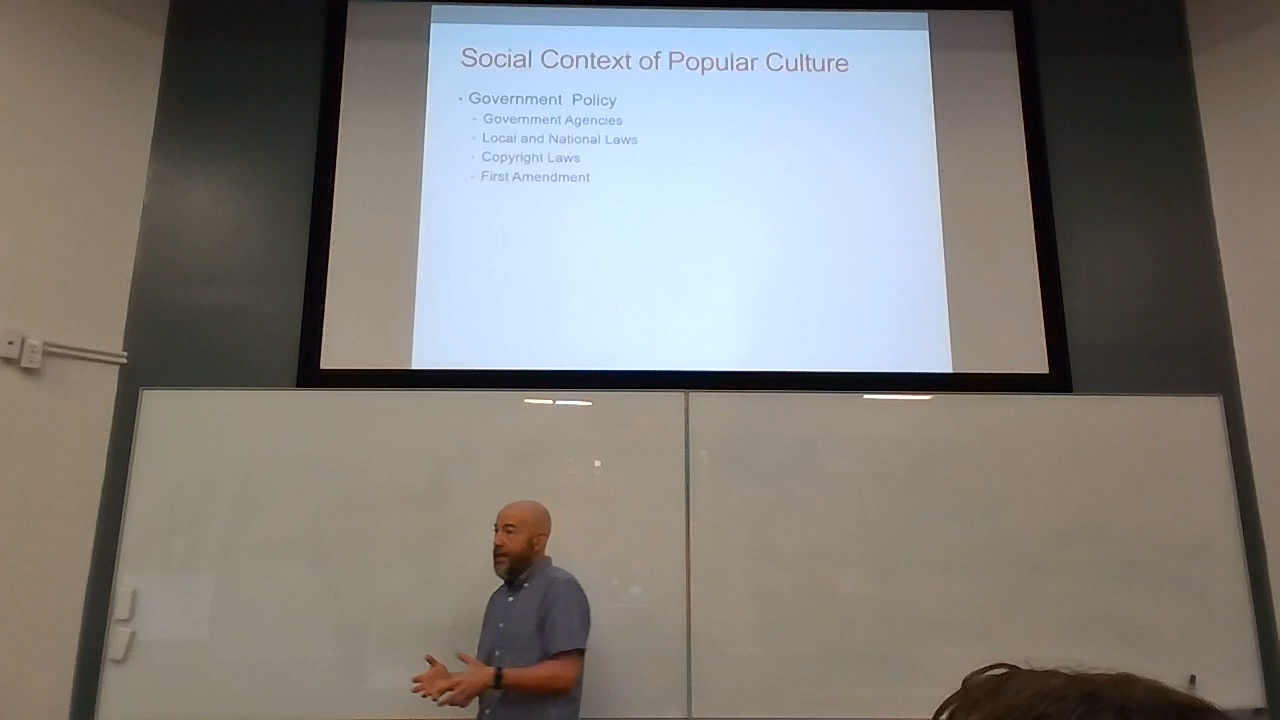 Social Context of Popular Culture
• Government Policy
• Government Agencies
• Local and National Laws
• Copyright Laws
• First Amendment